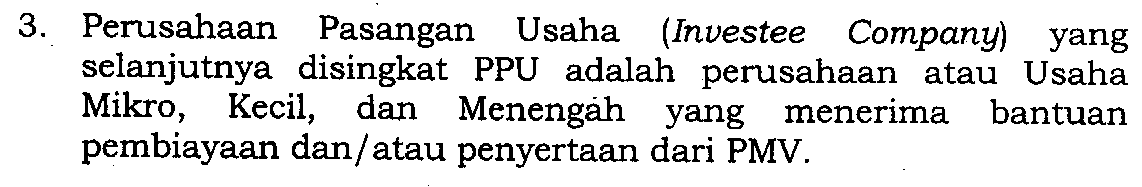 3. Perusahaan Pasangan Usaha (Investee Company) yang
selanjutnya disingkat PPU adalah perusahaan atau Usaha
Mikro, Kecil, dan Menengah yang menerima bantuan
pembiayaan dan/atau penyertaan dari PMV.